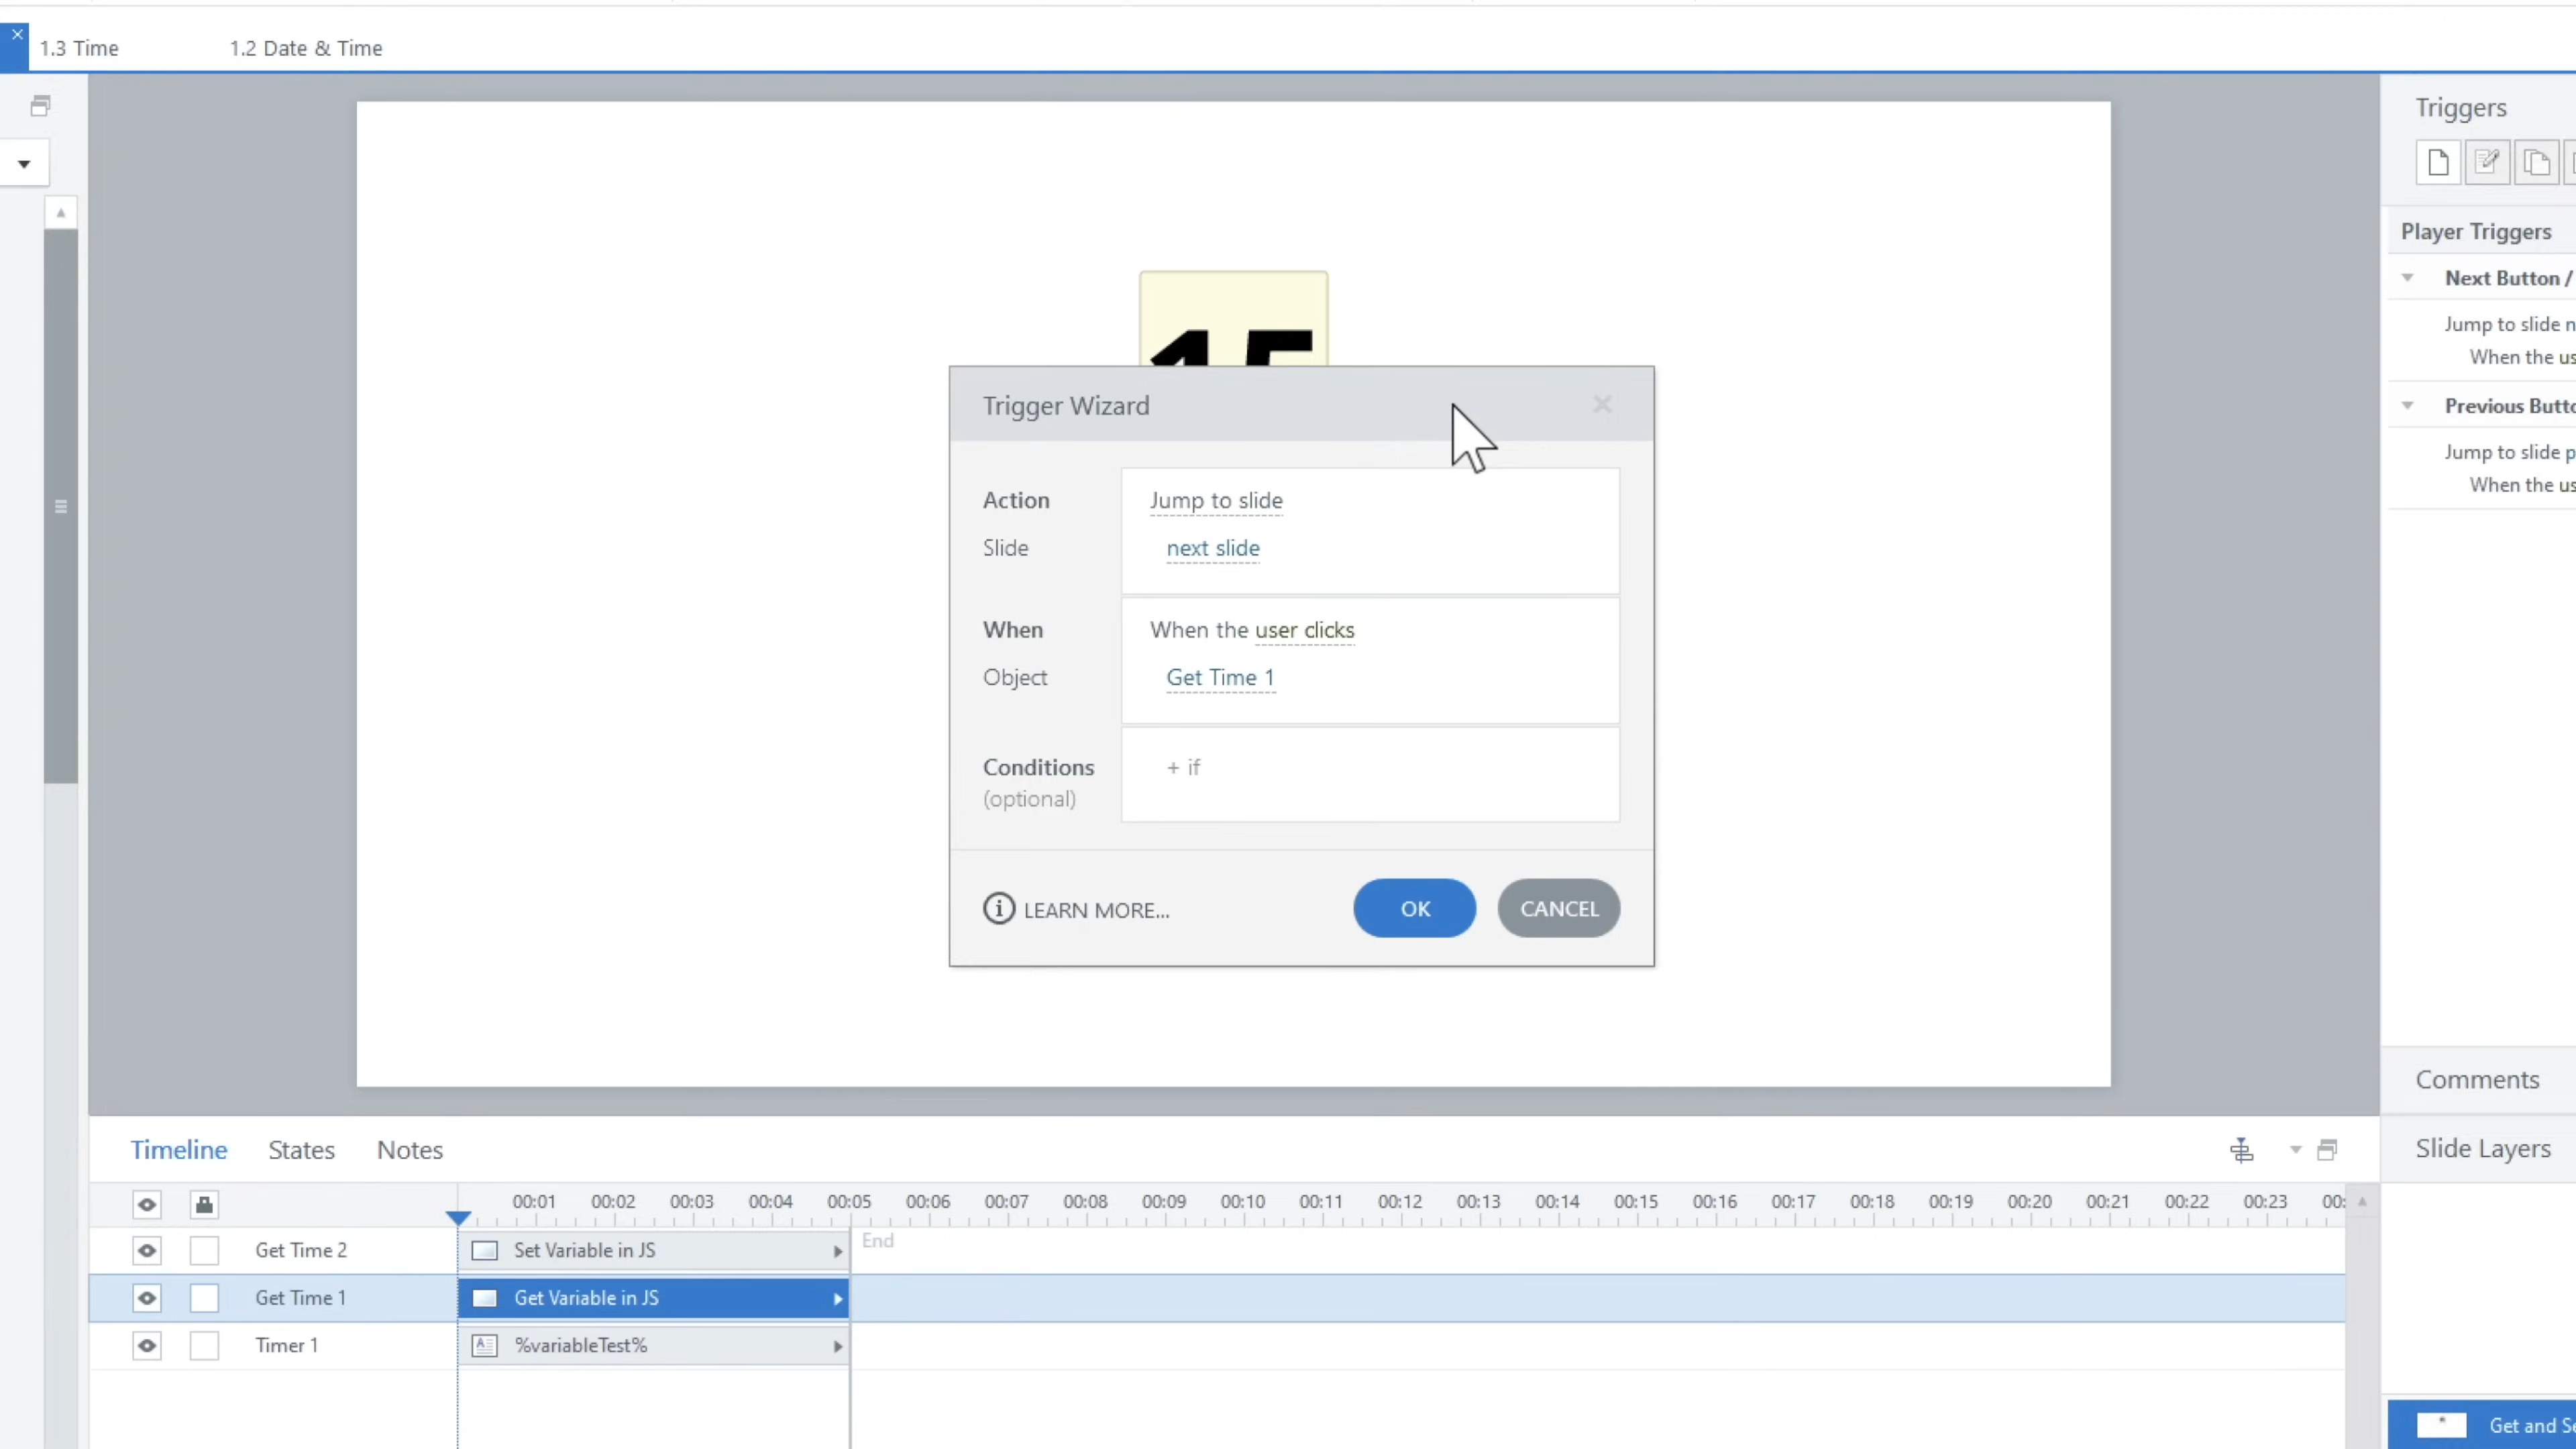 1.3 Time
1.2 Date & Time
15
Triggers
Player Triggers
Next Button /
Jump to slide n
When the us
Previous Butto
Jump to slide p
When the us
Trigger Wizard
Action
Jump to slide
Slide
next slide
When
When the user clicks
Object
Get Time 1
Conditions
+ if
(optional)
LEARN MORE...
OK
CANCEL
Comments
Slide Layers
Timeline
States
Notes
00:01 00:02 00:03 00:04 00:05 00:06 00:07 00:08 00:09 00:10 00:11 00:12 00:13 00:14 00:15 00:16 00:17 00:18 00:19 00:20 00:21 00:22 00:23 00:
Get Time 2
Set Variable in JS
End
Get Time 1
Get Variable in JS
Timer 1
%variableTest%
Get and Se